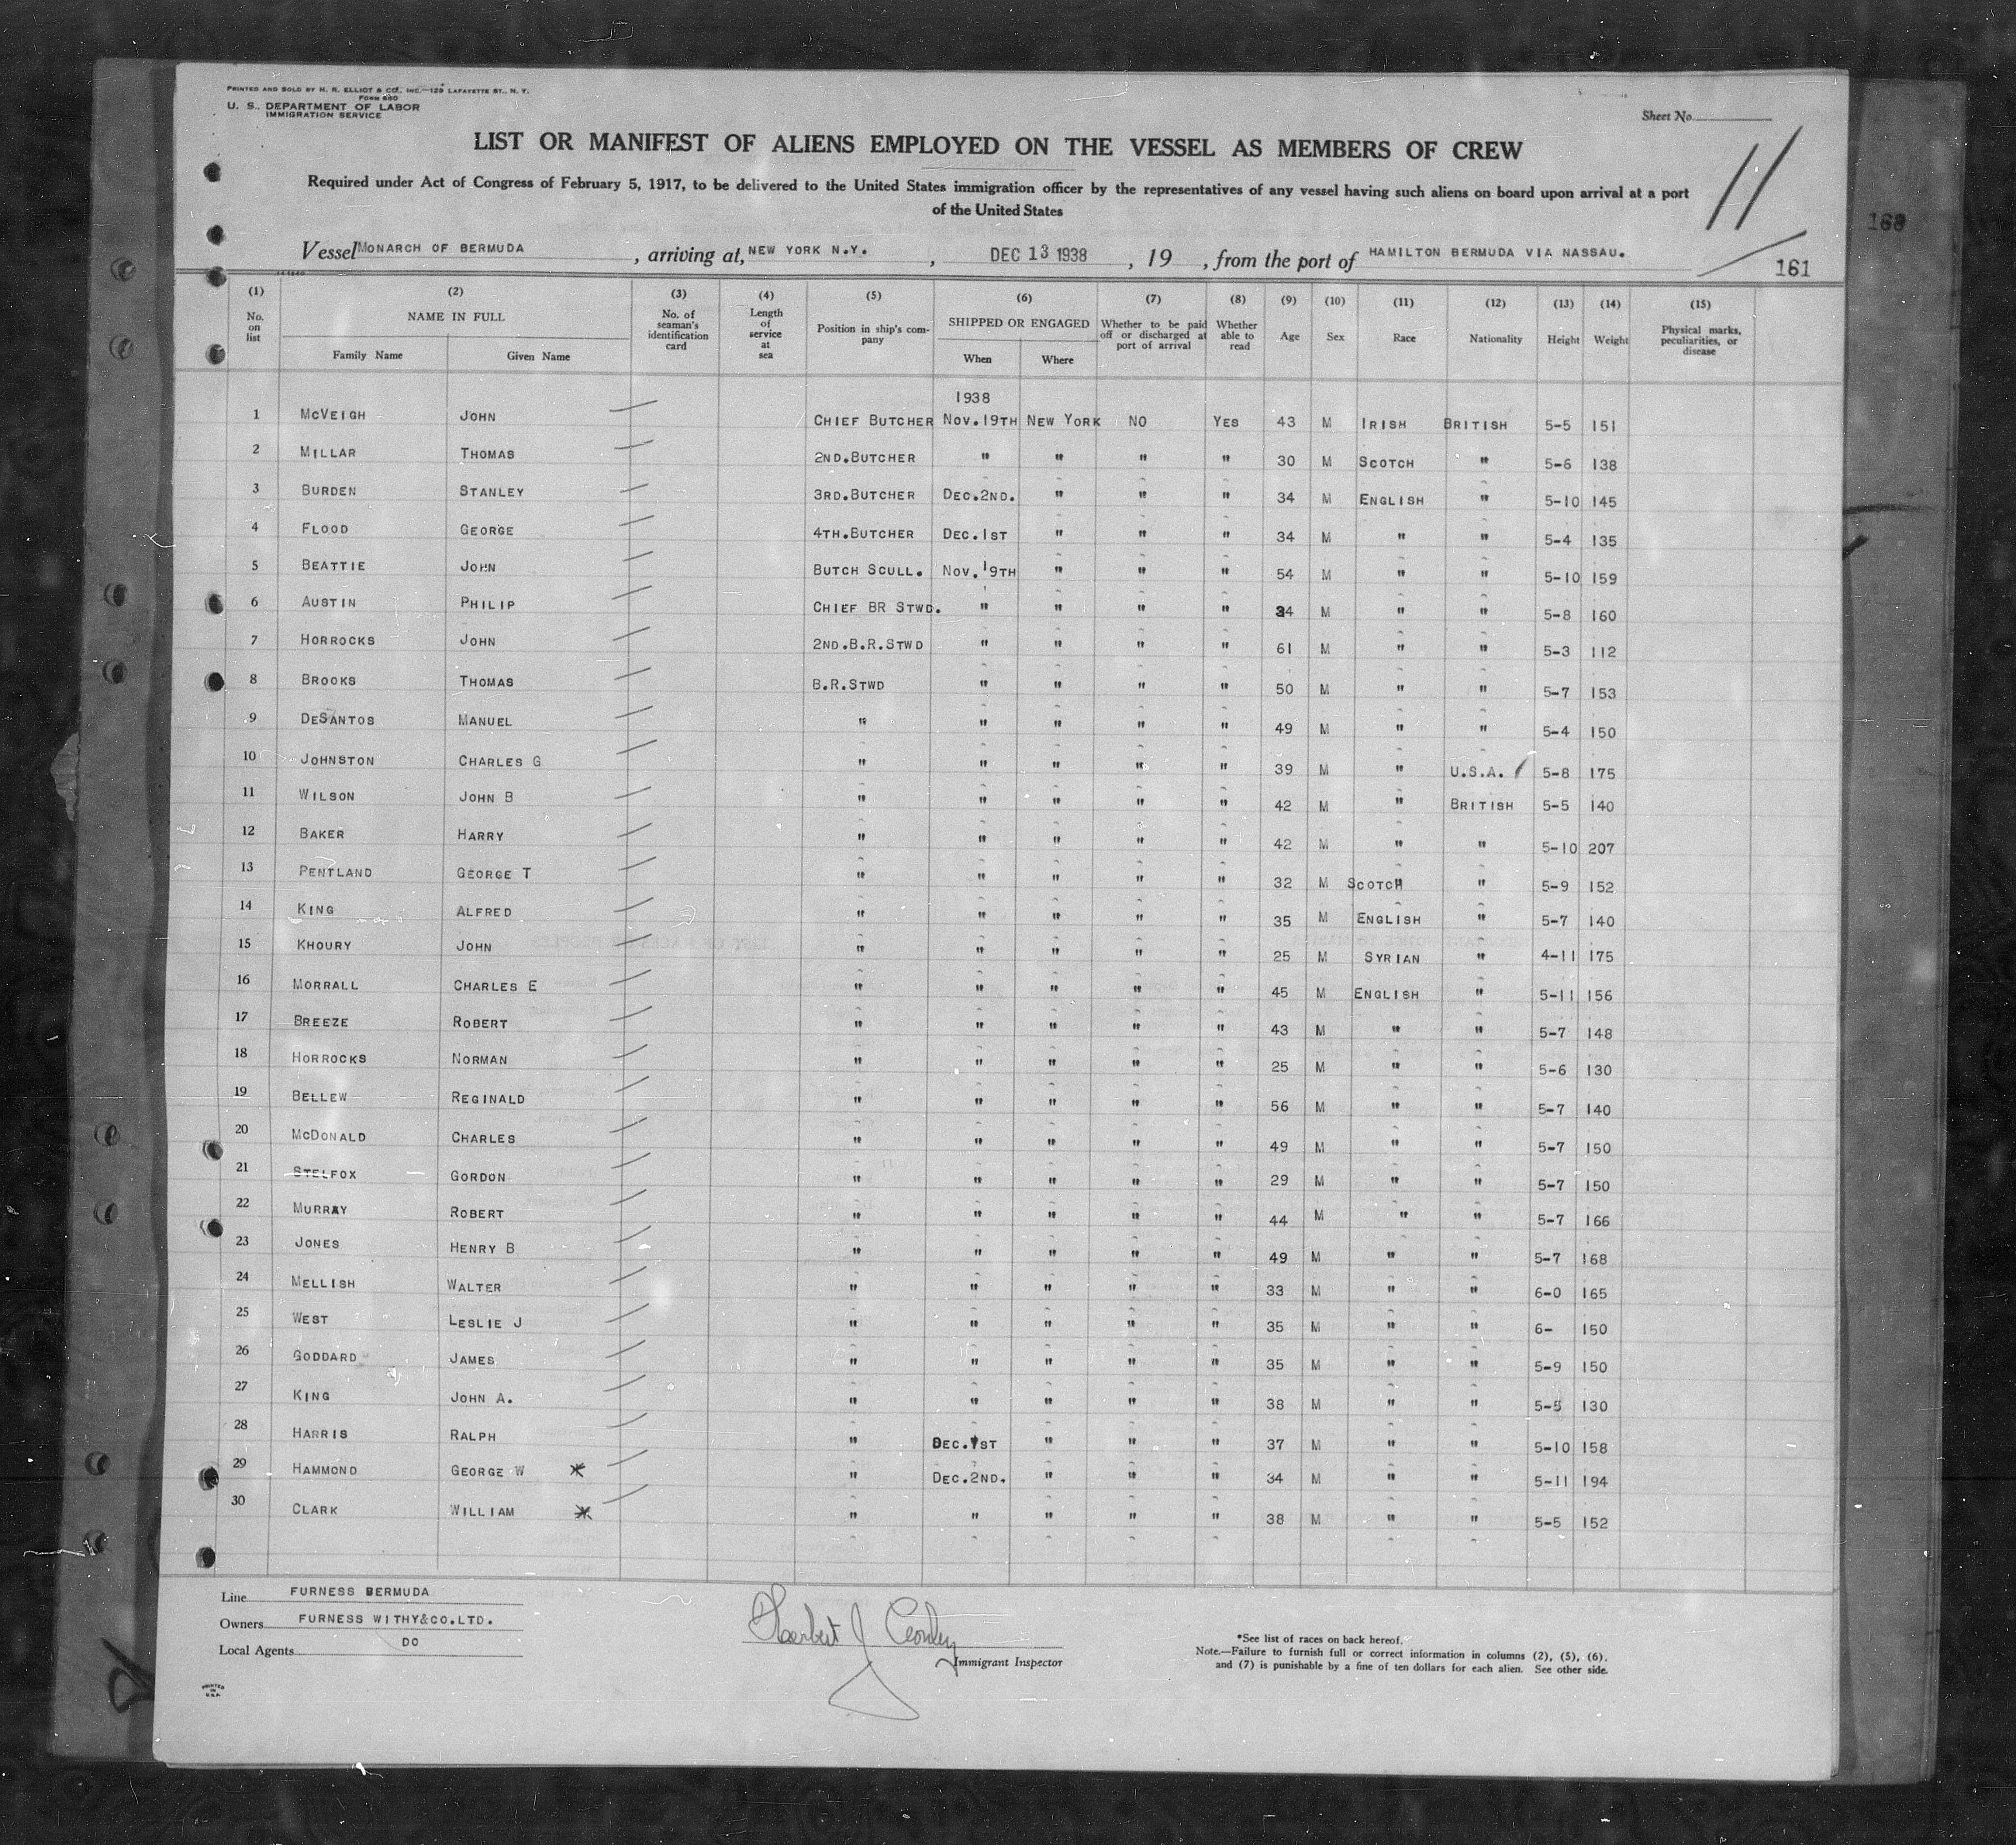 PRINTED AND SOLD BY H. R. ELLIOT & CO., INC.—129 LAFAYETTE ST., N. Y.
FORM 680
U. S. DEPARTMENT OF LABOR
IMMIGRATION SERVICE
Sheet No.
LIST OR MANIFEST OF ALIENS EMPLOYED ON THE VESSEL AS MEMBERS OF CREW
11
Required under Act of Congress of February 5, 1917, to be delivered to the United States immigration officer by the representatives of any vessel having such aliens on board upon arrival at a port
of the United States
168
Vessel MONARCH OF BERMUDA, arriving at, NEW YORK N.Y., DEC 13 1938, 19 , from the port of HAMILTON BERMUDA VIA NASSAU.
161
(1) (2) (3) (4) (5) (6) (7) (8) (9) (10) (11) (12) (13) (14) (15)
No. on list NAME IN FULL Family Name Given Name No. of seaman's identification card Length of service at sea Position in ship's company SHIPPED OR ENGAGED When Where Whether to be paid off or discharged at port of arrival Whether able to read Age Sex Race Nationality Height Weight Physical marks, peculiarities, or disease
1938
1 McVEIGH JOHN CHIEF BUTCHER Nov.19TH NEW YORK NO YES 43 M IRISH BRITISH 5-5 151
2 MILLAR THOMAS 2ND.BUTCHER " " " " 30 M SCOTCH " 5-6 138
3 BURDEN STANLEY 3RD.BUTCHER DEC.2ND. " " " 34 M ENGLISH " 5-10 145
4 FLOOD GEORGE 4TH.BUTCHER DEC.1ST " " " 34 M " " 5-4 135
5 BEATTIE JOHN BUTCH SCULL. NOV.19TH " " " 54 M " " 5-10 159
6 AUSTIN PHILIP CHIEF BR STWD. " " " " 34 M " " 5-8 160
7 HORROCKS JOHN 2ND.B.R.STWD " " " " 61 M " " 5-3 112
8 BROOKS THOMAS B.R.STWD " " " " 50 M " " 5-7 153
9 DESANTOS MANUEL " " " " " 49 M " " 5-4 150
10 JOHNSTON CHARLES G " " " " " 39 M " U.S.A. 5-8 175
11 WILSON JOHN B " " " " " 42 M " BRITISH 5-5 140
12 BAKER HARRY " " " " " 42 M " " 5-10 207
13 PENTLAND GEORGE T " " " " " 32 M SCOTCH " 5-9 152
14 KING ALFRED " " " " " 35 M ENGLISH " 5-7 140
15 KHOURY JOHN " " " " " 25 M SYRIAN " 4-11 175
16 MORRALL CHARLES E " " " " " 45 M ENGLISH " 5-11 156
17 BREEZE ROBERT " " " " " 43 M " " 5-7 148
18 HORROCKS NORMAN " " " " " 25 M " " 5-6 130
19 BELLEW REGINALD " " " " " 56 M " " 5-7 140
20 McDONALD CHARLES " " " " " 49 M " " 5-7 150
21 STELFOX GORDON " " " " " 29 M " " 5-7 150
22 MURRAY ROBERT " " " " " 44 M " " 5-7 166
23 JONES HENRY B " " " " " 49 M " " 5-7 168
24 MELLISH WALTER " " " " " 33 M " " 6-0 165
25 WEST LESLIE J " " " " " 35 M " " 6- 150
26 GODDARD JAMES " " " " " 35 M " " 5-9 150
27 KING JOHN A. " " " " " 38 M " " 5-5 130
28 HARRIS RALPH " DEC.1ST " " " 37 M " " 5-10 158
29 HAMMOND GEORGE W * " DEC.2ND. " " " 34 M " " 5-11 194
30 CLARK WILLIAM * " " " " " 38 M " " 5-5 152
Line FURNESS BERMUDA
Owners FURNESS WITHY&CO.LTD.
Local Agents DO
Immigrant Inspector
*See list of races on back hereof.
Note.—Failure to furnish full or correct information in columns (2), (5), (6).
and (7) is punishable by a fine of ten dollars for each alien. See other side.
PRINTED
IN
U.S.A.